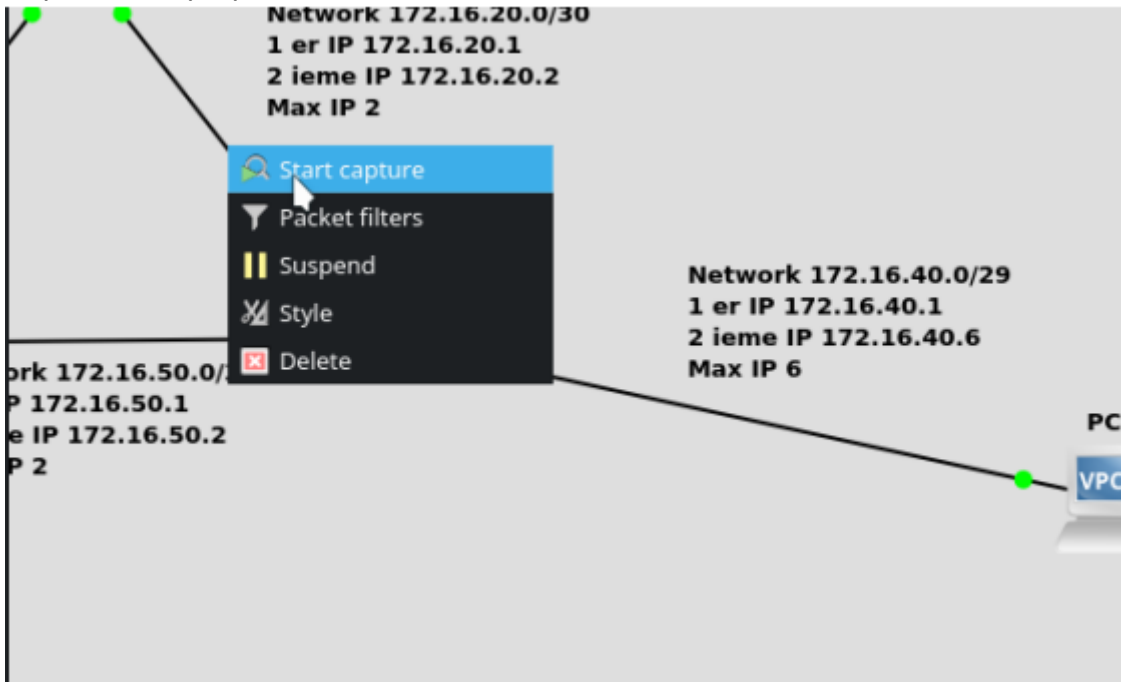 Network 172.16.20.0/30
1 er IP 172.16.20.1
2 ieme IP 172.16.20.2
Max IP 2
Start capture
Packet filters
Suspend
Style
Delete
Network 172.16.40.0/29
1 er IP 172.16.40.1
2 ieme IP 172.16.40.6
Max IP 6
ork 172.16.50.0/
P 172.16.50.1
e IP 172.16.50.2
P 2
PC
VPC